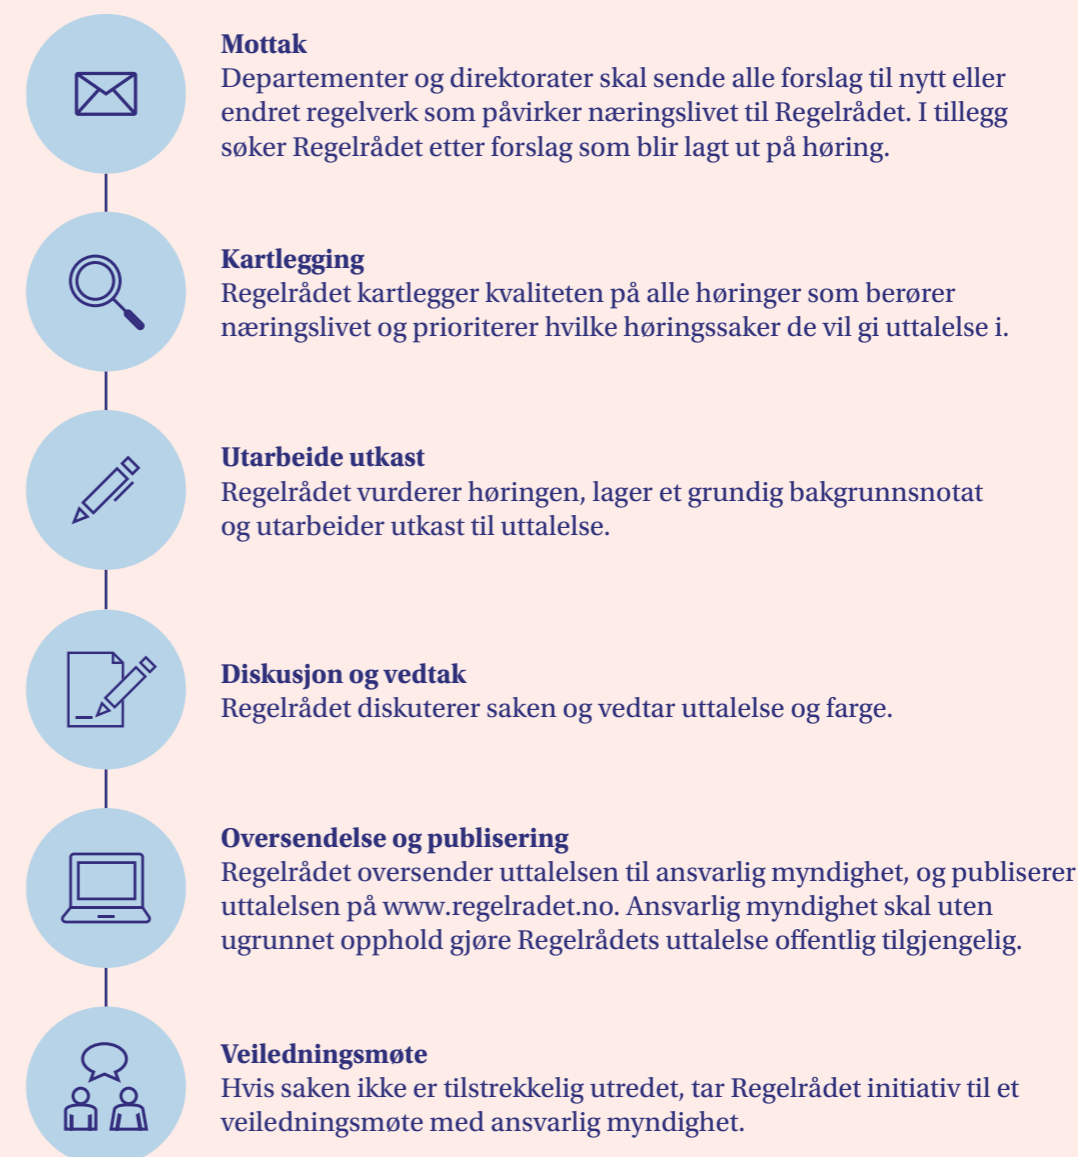 Mottak
Departementer og direktorater skal sende alle forslag til nytt eller
endret regelverk som påvirker næringslivet til Regelrådet. I tillegg
søker Regelrådet etter forslag som blir lagt ut på høring.
Kartlegging
Regelrådet kartlegger kvaliteten på alle høringer som berører
næringslivet og prioriterer hvilke høringssaker de vil gi uttalelse i.
Utarbeide utkast
Regelrådet vurderer høringen, lager et grundig bakgrunnsnotat
og utarbeider utkast til uttalelse.
Diskusjon og vedtak
Regelrådet diskuterer saken og vedtar uttalelse og farge.
Oversendelse og publisering
Regelrådet oversender uttalelsen til ansvarlig myndighet, og publiserer
uttalelsen på www.regelradet.no. Ansvarlig myndighet skal uten
ugrunnet opphold gjøre Regelrådets uttalelse offentlig tilgjengelig.
Veiledningsmøte
Hvis saken ikke er tilstrekkelig utredet, tar Regelrådet initiativ til et
veiledningsmøte med ansvarlig myndighet.